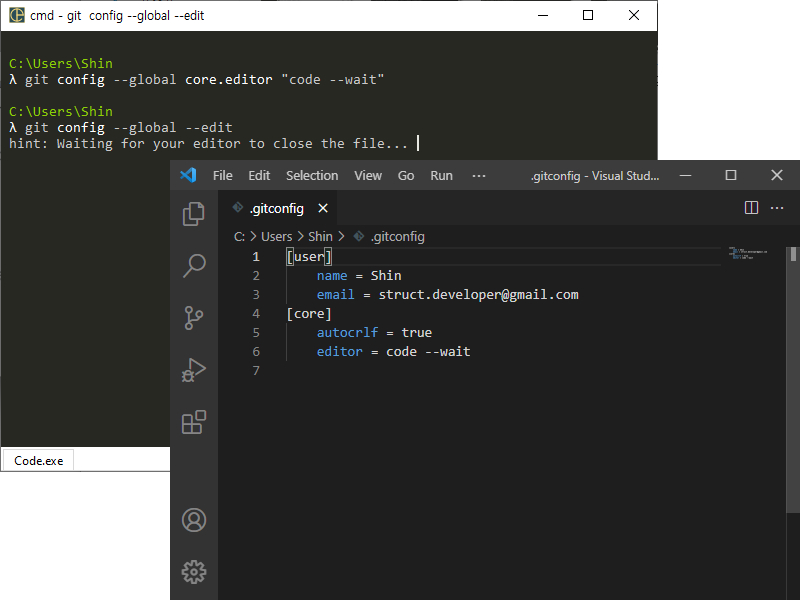 cmd - git  config --global --edit
C:\Users\Shin
λ git config --global core.editor "code --wait"
C:\Users\Shin
λ git config --global --edit
hint: Waiting for your editor to close the file...
Code.exe
File Edit Selection View Go Run ··· .gitconfig - Visual Stud...
.gitconfig
C: > Users > Shin > .gitconfig
1 [user]
2 name = Shin
3 email = struct.developer@gmail.com
4 [core]
5 autocrlf = true
6 editor = code --wait
7